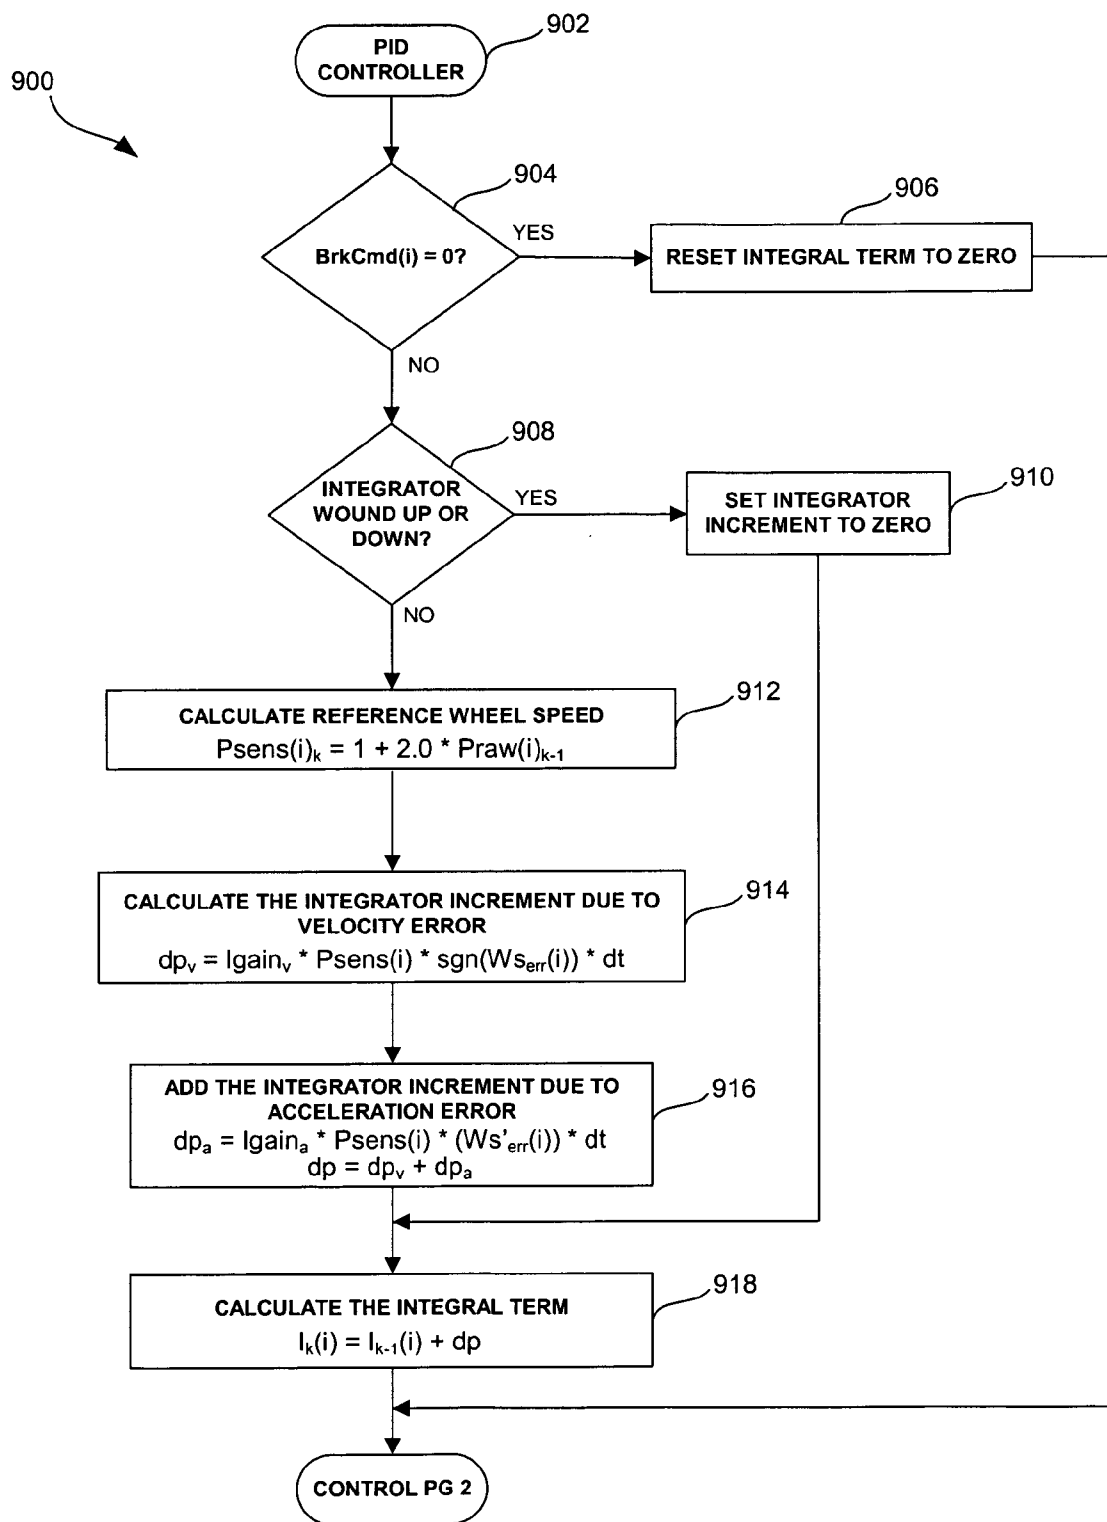 902
PID
CONTROLLER
900
904
BrkCmd(i) = 0?
YES
906
RESET INTEGRAL TERM TO ZERO
NO
908
INTEGRATOR
WOUND UP OR
DOWN?
YES
910
SET INTEGRATOR
INCREMENT TO ZERO
NO
912
CALCULATE REFERENCE WHEEL SPEED
Psens(i)k = 1 + 2.0 * Praw(i)k-1
914
CALCULATE THE INTEGRATOR INCREMENT DUE TO
VELOCITY ERROR
dpv = Igainv * Psens(i) * sgn(Wserr(i)) * dt
916
ADD THE INTEGRATOR INCREMENT DUE TO
ACCELERATION ERROR
dpa = Igaina * Psens(i) * (Ws'err(i)) * dt
dp = dpv + dpa
918
CALCULATE THE INTEGRAL TERM
Ik(i) = Ik-1(i) + dp
CONTROL PG 2